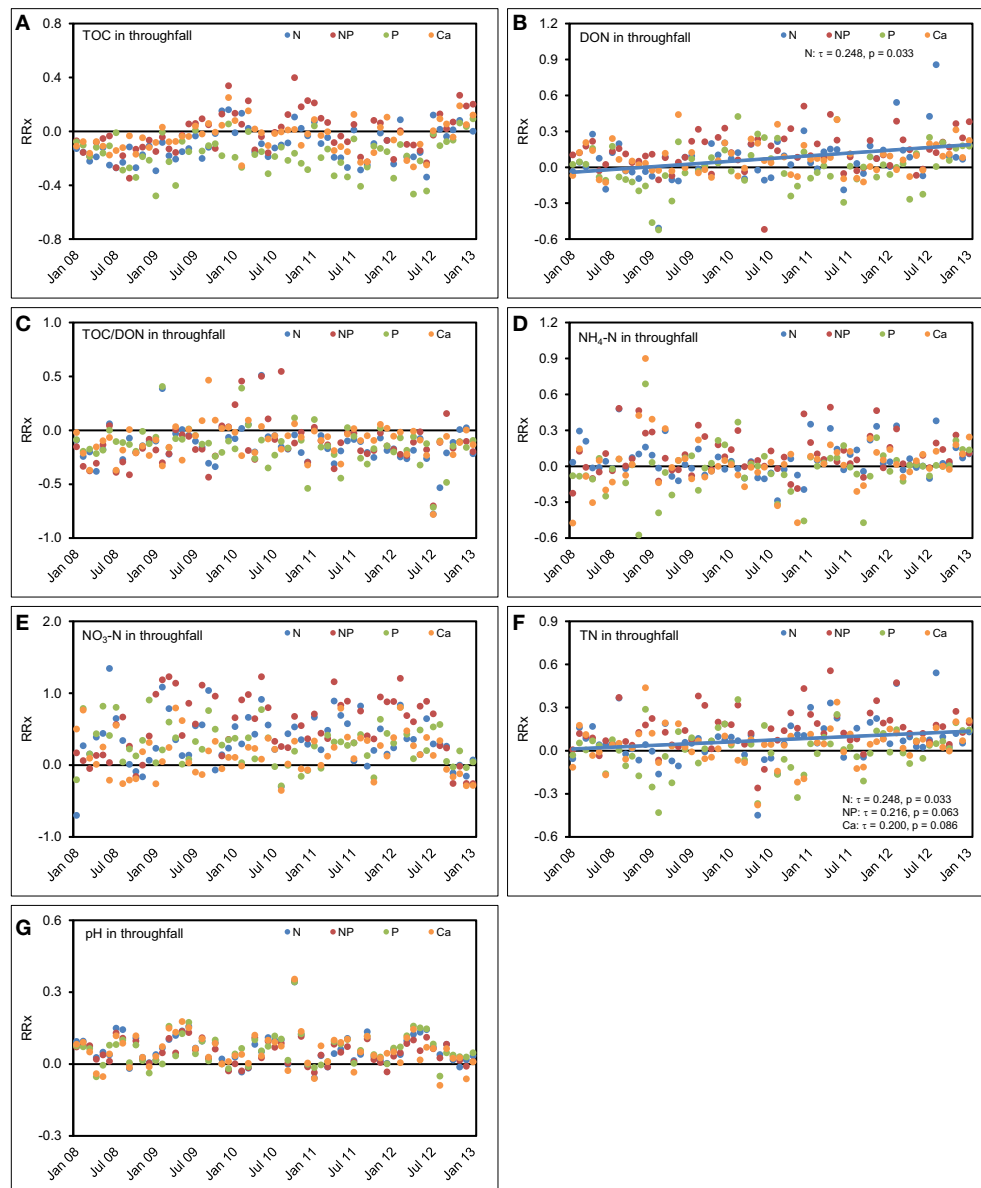 A
TOC in throughfall
N NP P Ca
0.8
0.4
0.0
-0.4
-0.8
RRx
Jan 08 Jul 08 Jan 09 Jul 09 Jan 10 Jul 10 Jan 11 Jul 11 Jan 12 Jul 12 Jan 13
B
DON in throughfall
N NP P Ca
N: τ = 0.248, p = 0.033
1.2
0.9
0.6
0.3
0.0
-0.3
-0.6
RRx
Jan 08 Jul 08 Jan 09 Jul 09 Jan 10 Jul 10 Jan 11 Jul 11 Jan 12 Jul 12 Jan 13
C
TOC/DON in throughfall
N NP P Ca
1.0
0.5
0.0
-0.5
-1.0
RRx
Jan 08 Jul 08 Jan 09 Jul 09 Jan 10 Jul 10 Jan 11 Jul 11 Jan 12 Jul 12 Jan 13
D
NH₄-N in throughfall
N NP P Ca
1.2
0.9
0.6
0.3
0.0
-0.3
-0.6
RRx
Jan 08 Jul 08 Jan 09 Jul 09 Jan 10 Jul 10 Jan 11 Jul 11 Jan 12 Jul 12 Jan 13
E
NO₃-N in throughfall
N NP P Ca
2.0
1.0
0.0
-1.0
RRx
Jan 08 Jul 08 Jan 09 Jul 09 Jan 10 Jul 10 Jan 11 Jul 11 Jan 12 Jul 12 Jan 13
F
TN in throughfall
N NP P Ca
0.9
0.6
0.3
0.0
-0.3
-0.6
RRx
N: τ = 0.248, p = 0.033
NP: τ = 0.216, p = 0.063
Ca: τ = 0.200, p = 0.086
Jan 08 Jul 08 Jan 09 Jul 09 Jan 10 Jul 10 Jan 11 Jul 11 Jan 12 Jul 12 Jan 13
G
pH in throughfall
N NP P Ca
0.6
0.3
0.0
-0.3
RRx
Jan 08 Jul 08 Jan 09 Jul 09 Jan 10 Jul 10 Jan 11 Jul 11 Jan 12 Jul 12 Jan 13